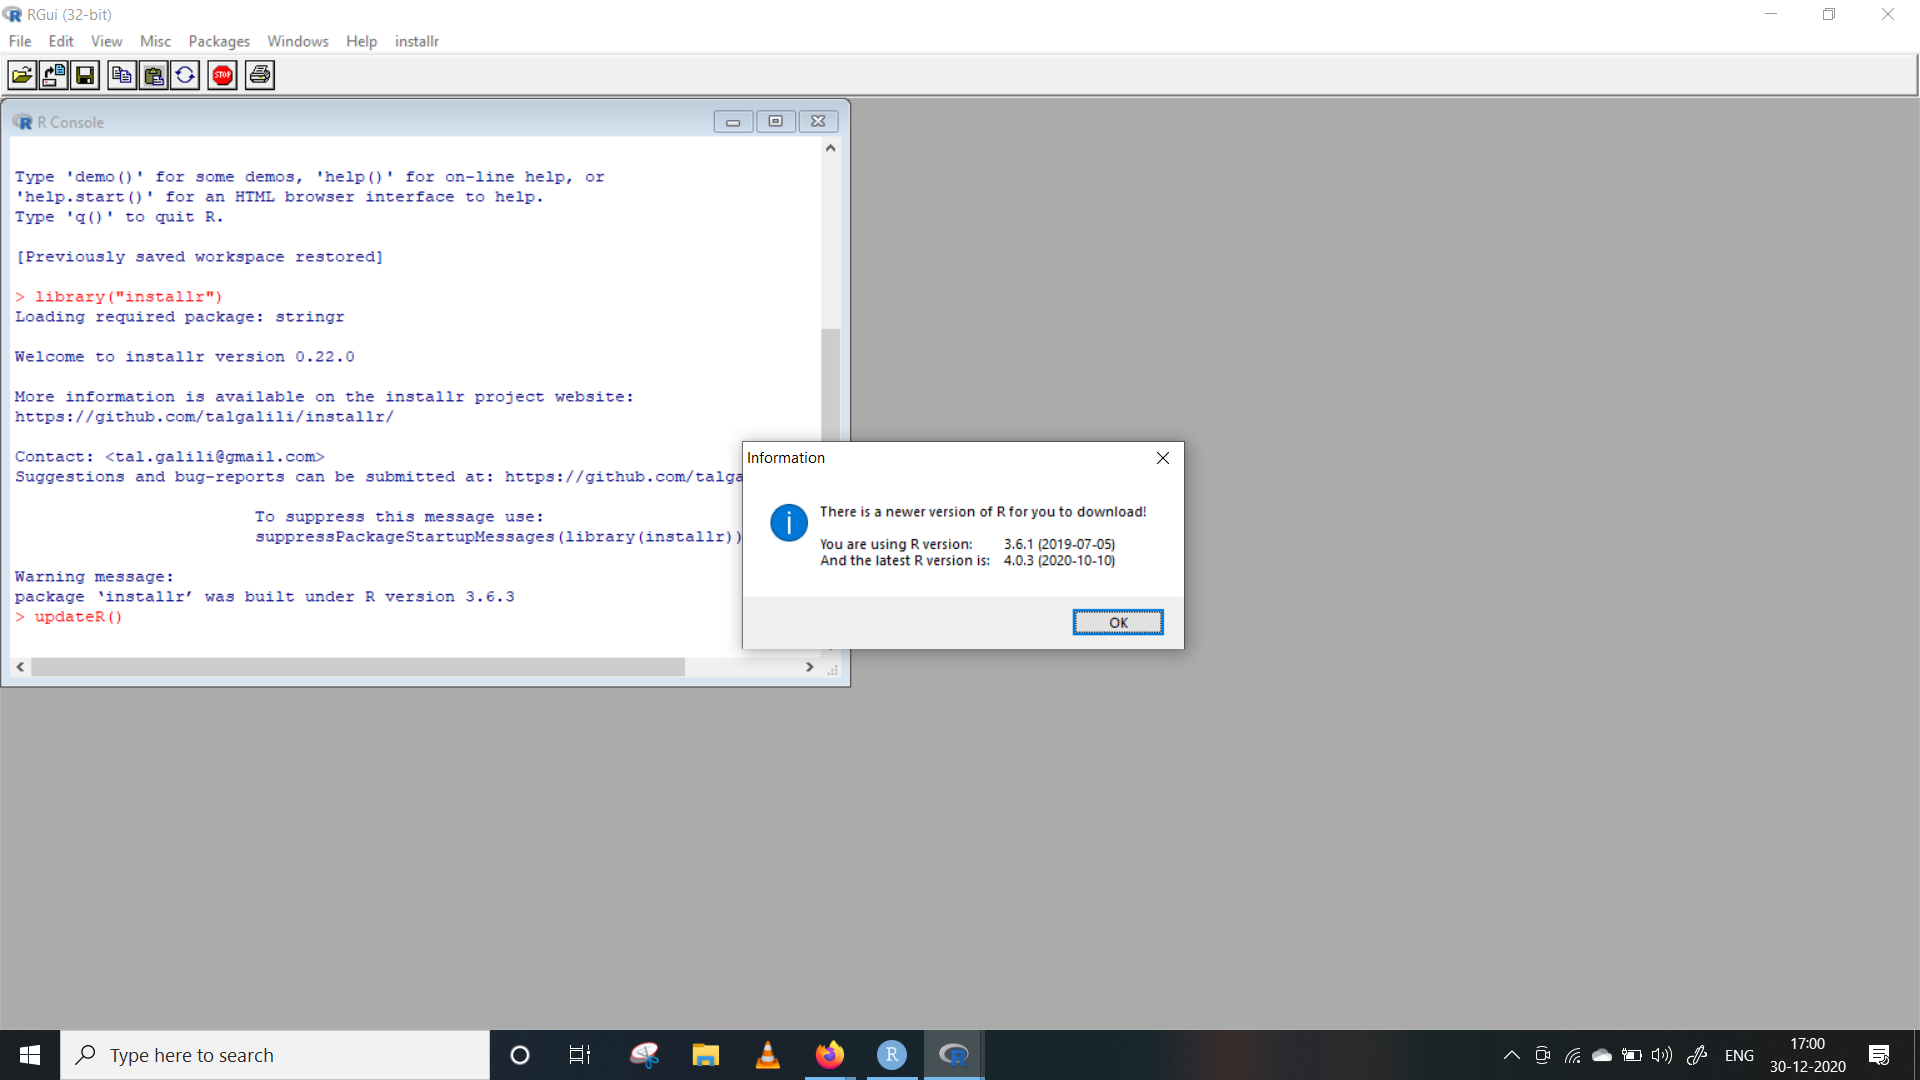 RGui (32-bit)
File Edit View Misc Packages Windows Help installr
STOP
R Console
Type 'demo()' for some demos, 'help()' for on-line help, or
'help.start()' for an HTML browser interface to help.
Type 'q()' to quit R.
[Previously saved workspace restored]
> library("installr")
Loading required package: stringr
Welcome to installr version 0.22.0
More information is available on the installr project website:
https://github.com/talgalili/installr/
Contact: <tal.galili@gmail.com>
Suggestions and bug-reports can be submitted at: https://github.com/talga
To suppress this message use:
suppressPackageStartupMessages(library(installr))
Warning message:
package ‘installr’ was built under R version 3.6.3
> updateR()
Information
There is a newer version of R for you to download!
You are using R version: 3.6.1 (2019-07-05)
And the latest R version is: 4.0.3 (2020-10-10)
OK
Type here to search
R
R
ENG
17:00
30-12-2020